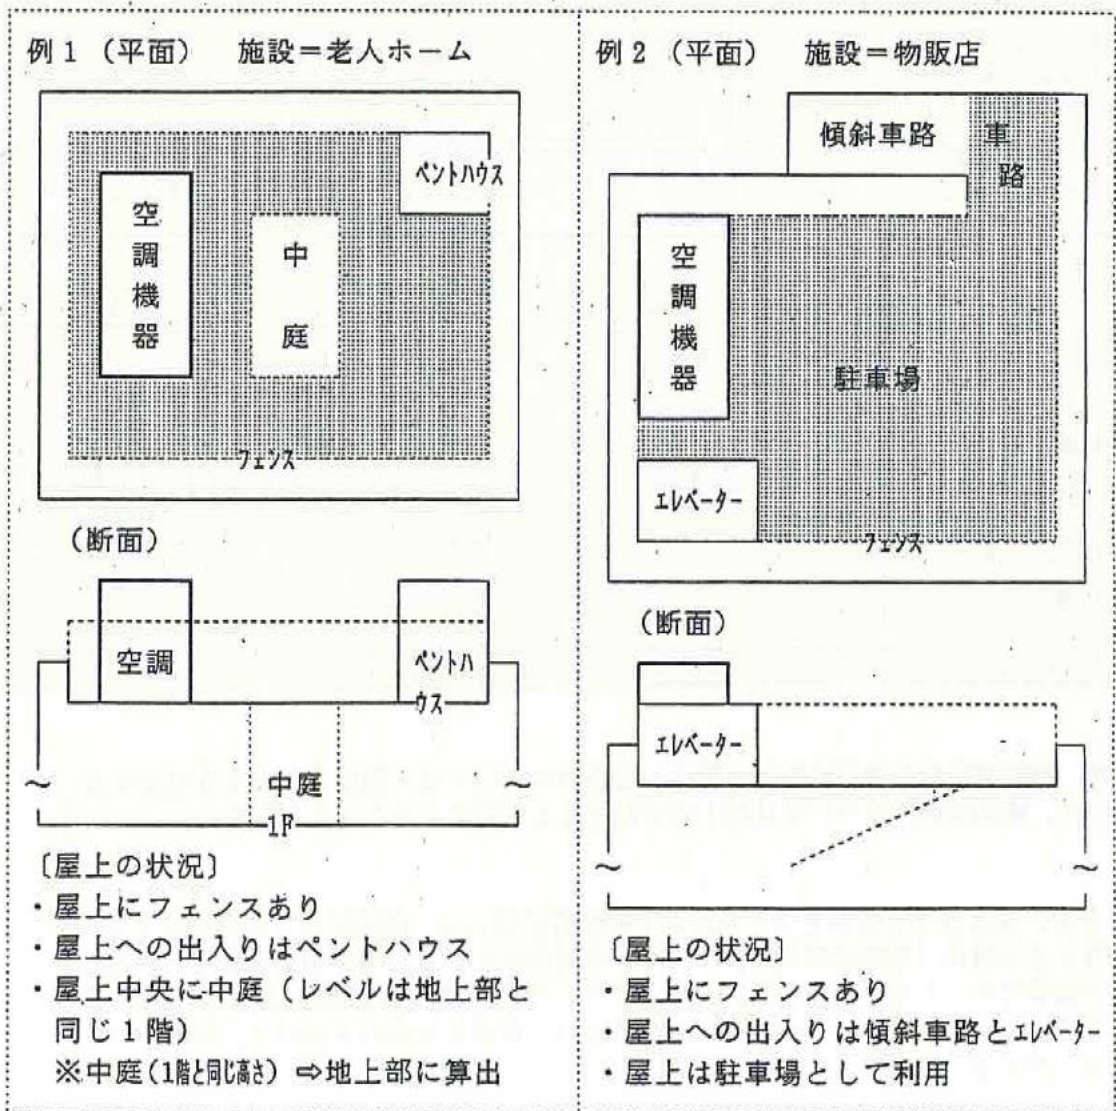 例1（平面）　施設＝老人ホーム
ペントハウス
空調機器
中庭
フェンス
（断面）
空調
ペントハ
ウス
中庭
1F
〔屋上の状況〕
・屋上にフェンスあり
・屋上への出入りはペントハウス
・屋上中央に中庭（レベルは地上部と
同じ1階）
※中庭(1階と同じ高さ)⇨地上部に算出
例2（平面）　施設＝物販店
傾斜車路
車路
空調機器
駐車場
エレベーター
フェンス
（断面）
エレベーター
〔屋上の状況〕
・屋上にフェンスあり
・屋上への出入りは傾斜車路とエレベーター
・屋上は駐車場として利用